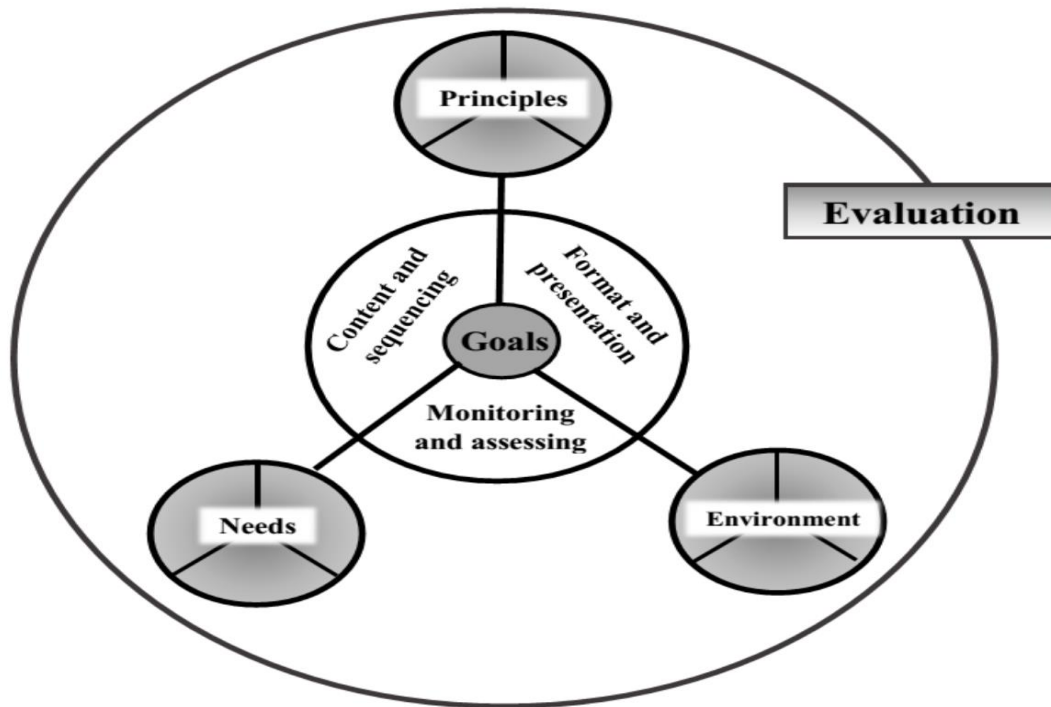 Principles
Evaluation
Content and
sequencing
Format and
presentation
Goals
Monitoring
and assessing
Needs
Environment